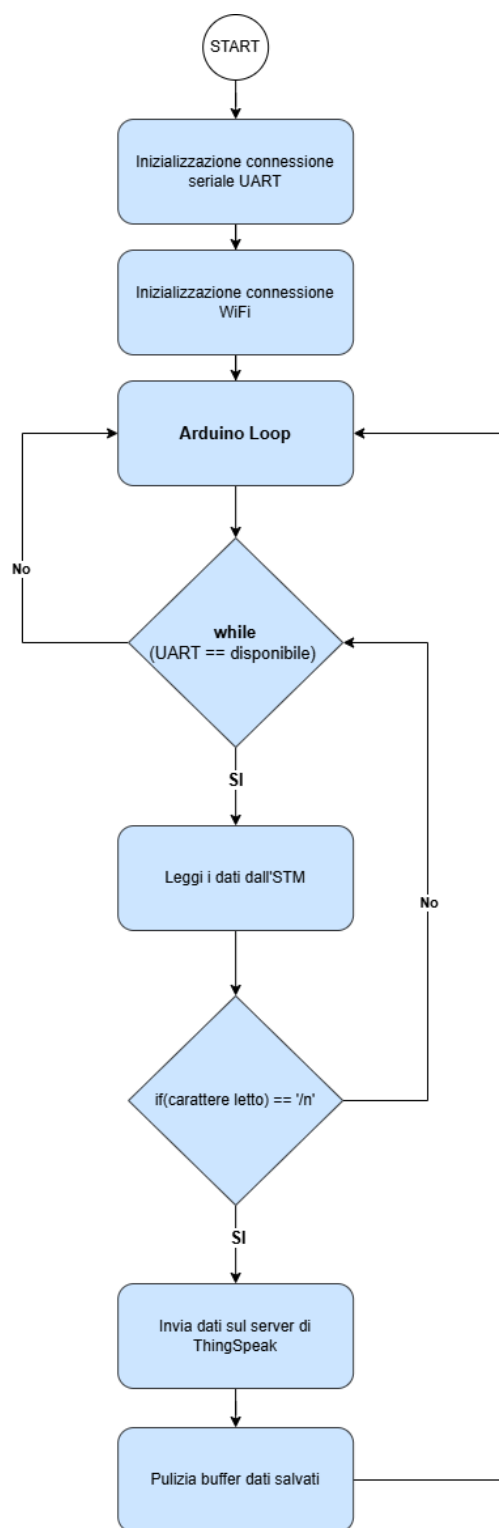 START
Inizializzazione connessione
seriale UART
Inizializzazione connessione
WiFi
Arduino Loop
No
while
(UART == disponibile)
SI
Leggi i dati dall'STM
No
if(carattere letto) == '/n'
SI
Invia dati sul server di
ThingSpeak
Pulizia buffer dati salvati